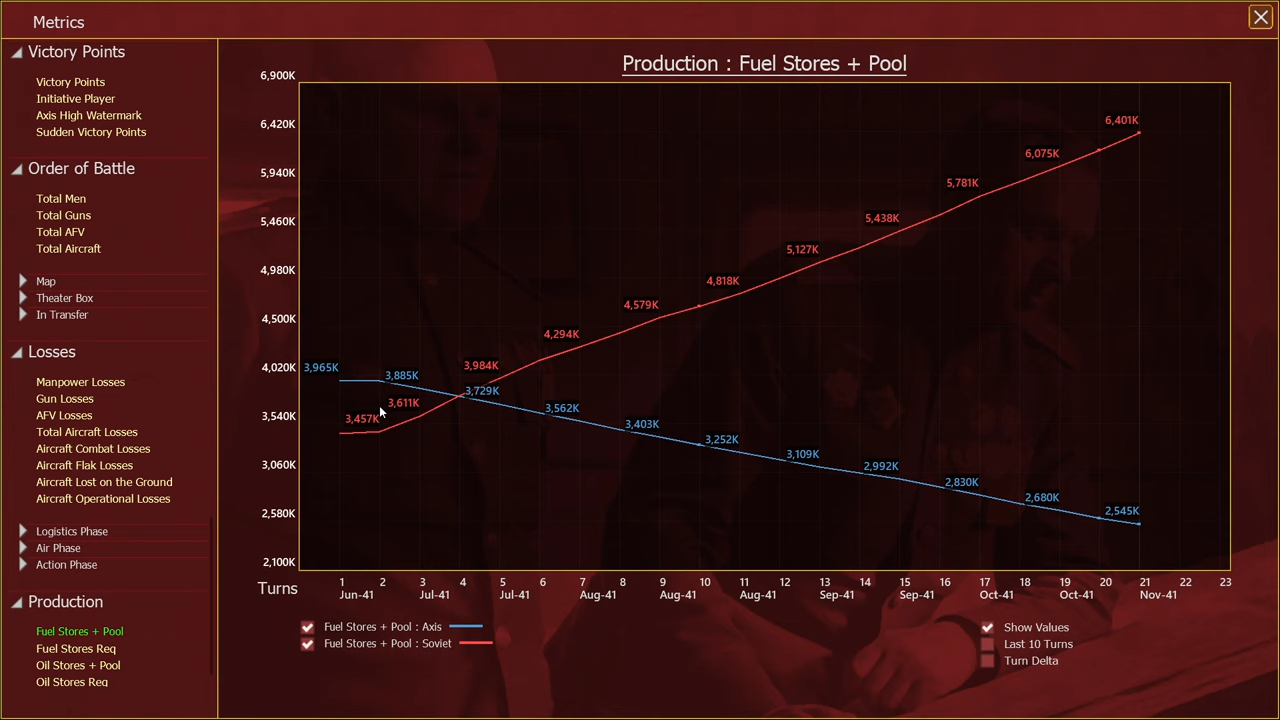 Metrics
Victory Points
Victory Points
Initiative Player
Axis High Watermark
Sudden Victory Points
Order of Battle
Total Men
Total Guns
Total AFV
Total Aircraft
Map
Theater Box
In Transfer
Losses
Manpower Losses
Gun Losses
AFV Losses
Total Aircraft Losses
Aircraft Combat Losses
Aircraft Flak Losses
Aircraft Lost on the Ground
Aircraft Operational Losses
Logistics Phase
Air Phase
Action Phase
Production
Fuel Stores + Pool
Fuel Stores Req
Oil Stores + Pool
Oil Stores Req
Production : Fuel Stores + Pool
6,900K
6,420K
5,940K
5,460K
4,980K
4,500K
4,020K
3,540K
3,060K
2,580K
2,100K
3,457K
3,611K
3,984K
4,294K
4,579K
4,818K
5,127K
5,438K
5,781K
6,075K
6,401K
3,965K
3,885K
3,729K
3,562K
3,403K
3,252K
3,109K
2,992K
2,830K
2,680K
2,545K
Turns
1 2 3 4 5 6 7 8 9 10 11 12 13 14 15 16 17 18 19 20 21 22 23
Jun-41 Jul-41 Jul-41 Aug-41 Aug-41 Aug-41 Sep-41 Sep-41 Oct-41 Oct-41 Nov-41
Fuel Stores + Pool : Axis
Fuel Stores + Pool : Soviet
Show Values
Last 10 Turns
Turn Delta